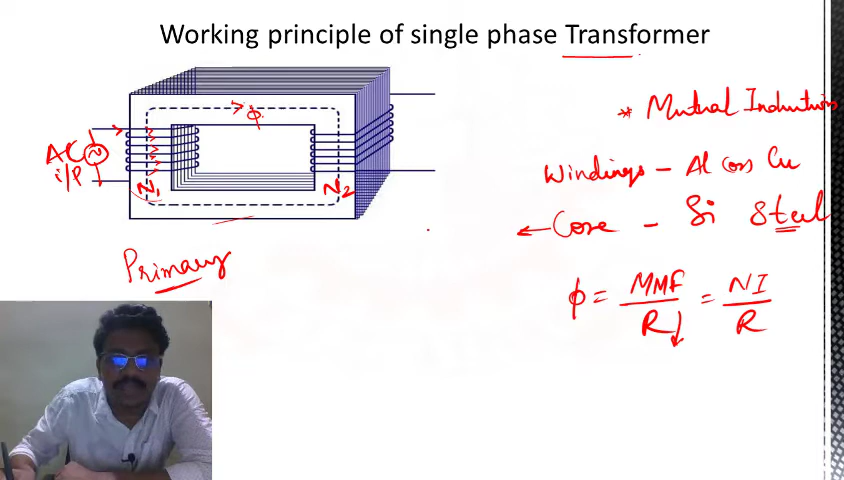 Working principle of single phase Transformer
* Mutual Induction
AC
i/P
ϕ
N1
N2
Windings - Al (or) Cu
← Core - Si Steel
Primary
ϕ = MMF/R↓ = NI/R